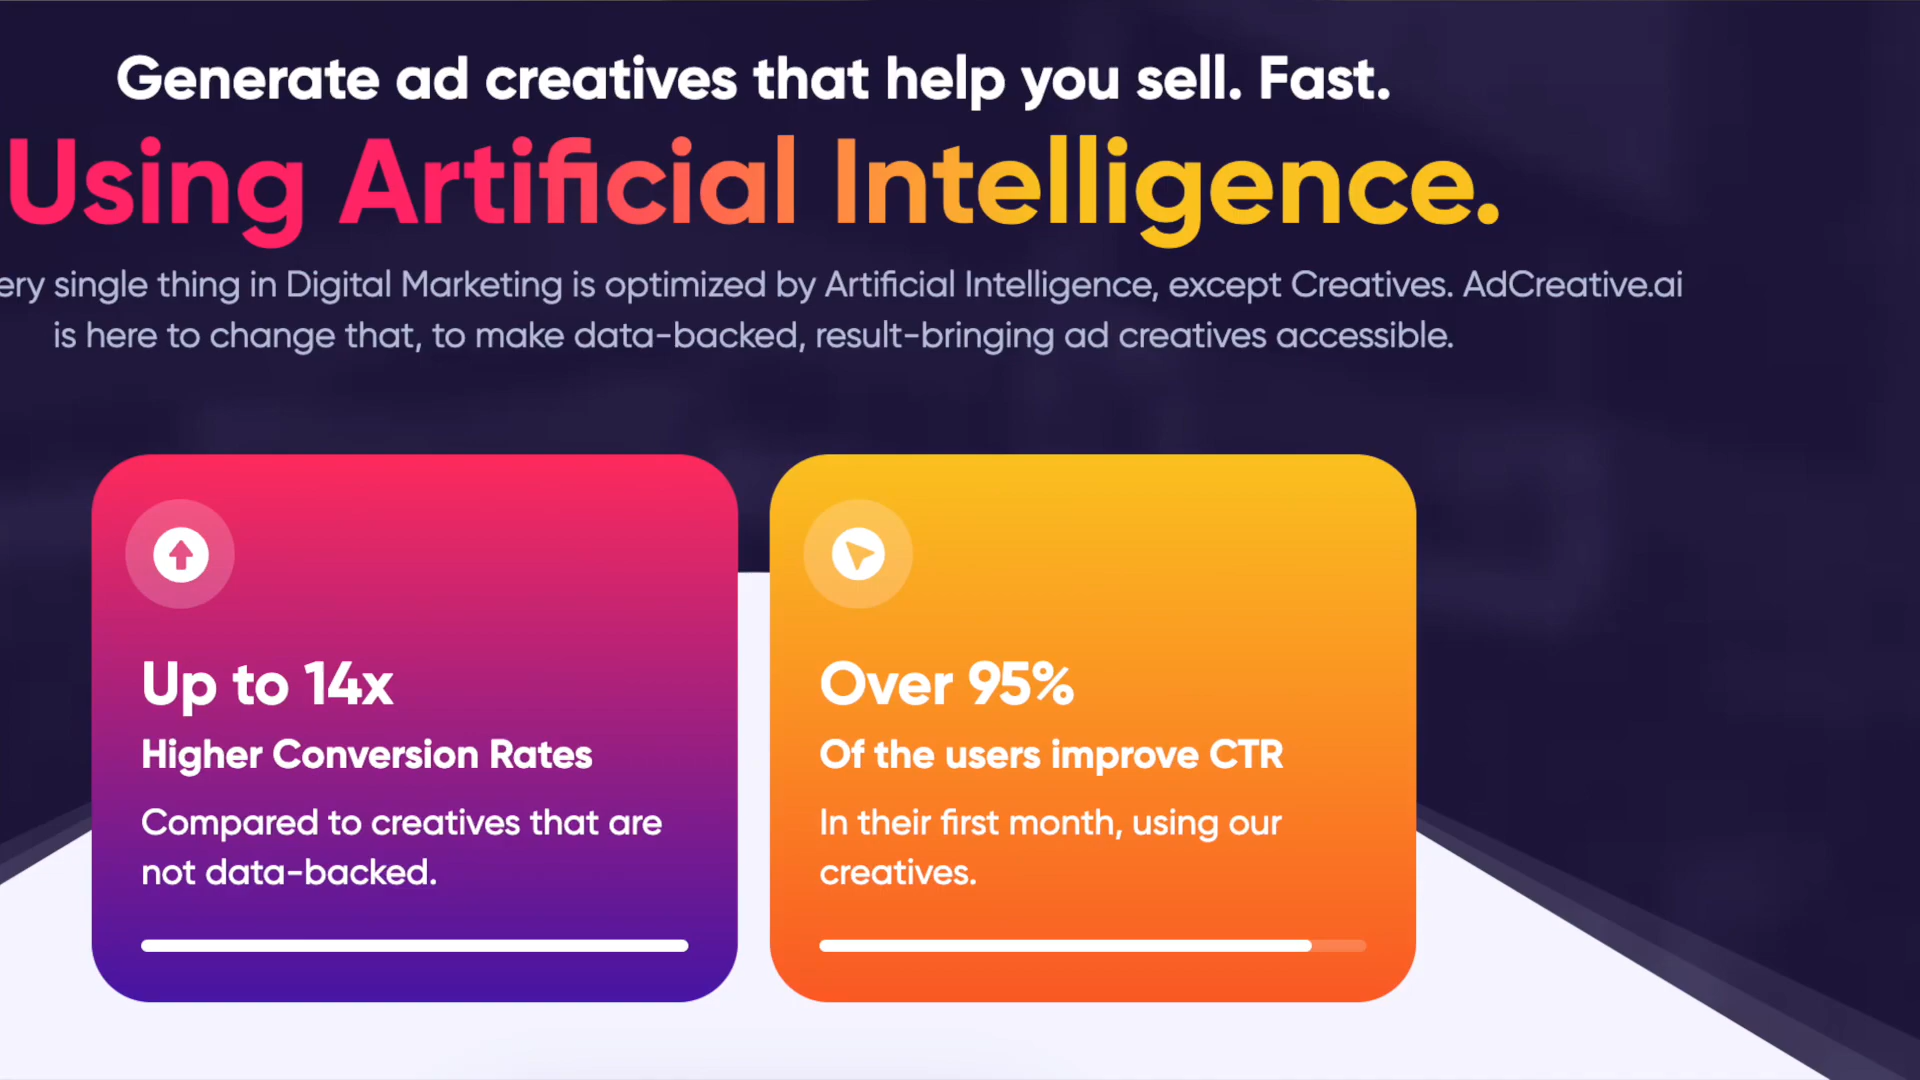 Generate ad creatives that help you sell. Fast.
Using Artificial Intelligence.
ery single thing in Digital Marketing is optimized by Artificial Intelligence, except Creatives. AdCreative.ai
is here to change that, to make data-backed, result-bringing ad creatives accessible.
Up to 14x
Higher Conversion Rates
Compared to creatives that are
not data-backed.
Over 95%
Of the users improve CTR
In their first month, using our
creatives.